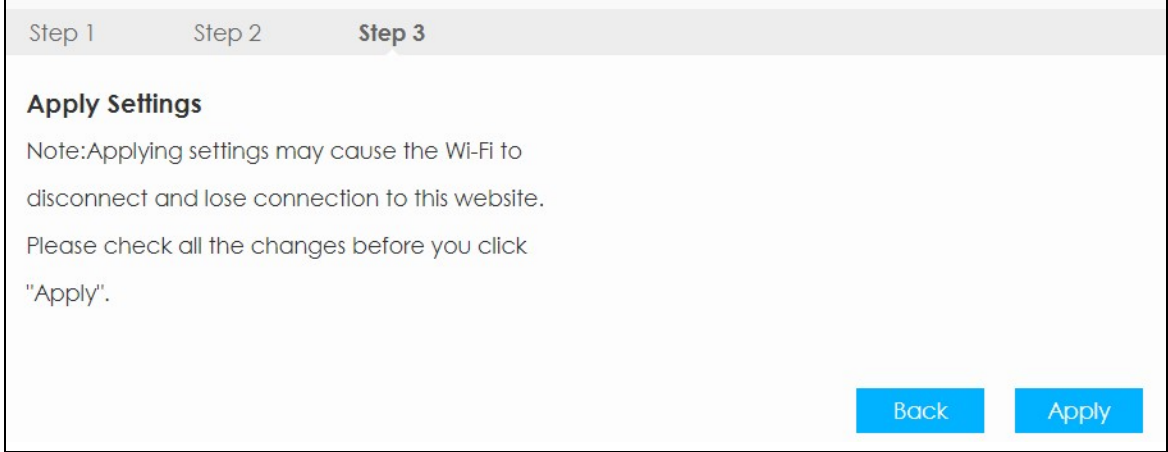 Step 1 Step 2 Step 3
Apply Settings
Note:Applying settings may cause the Wi-Fi to
disconnect and lose connection to this website.
Please check all the changes before you click
"Apply".
Back Apply